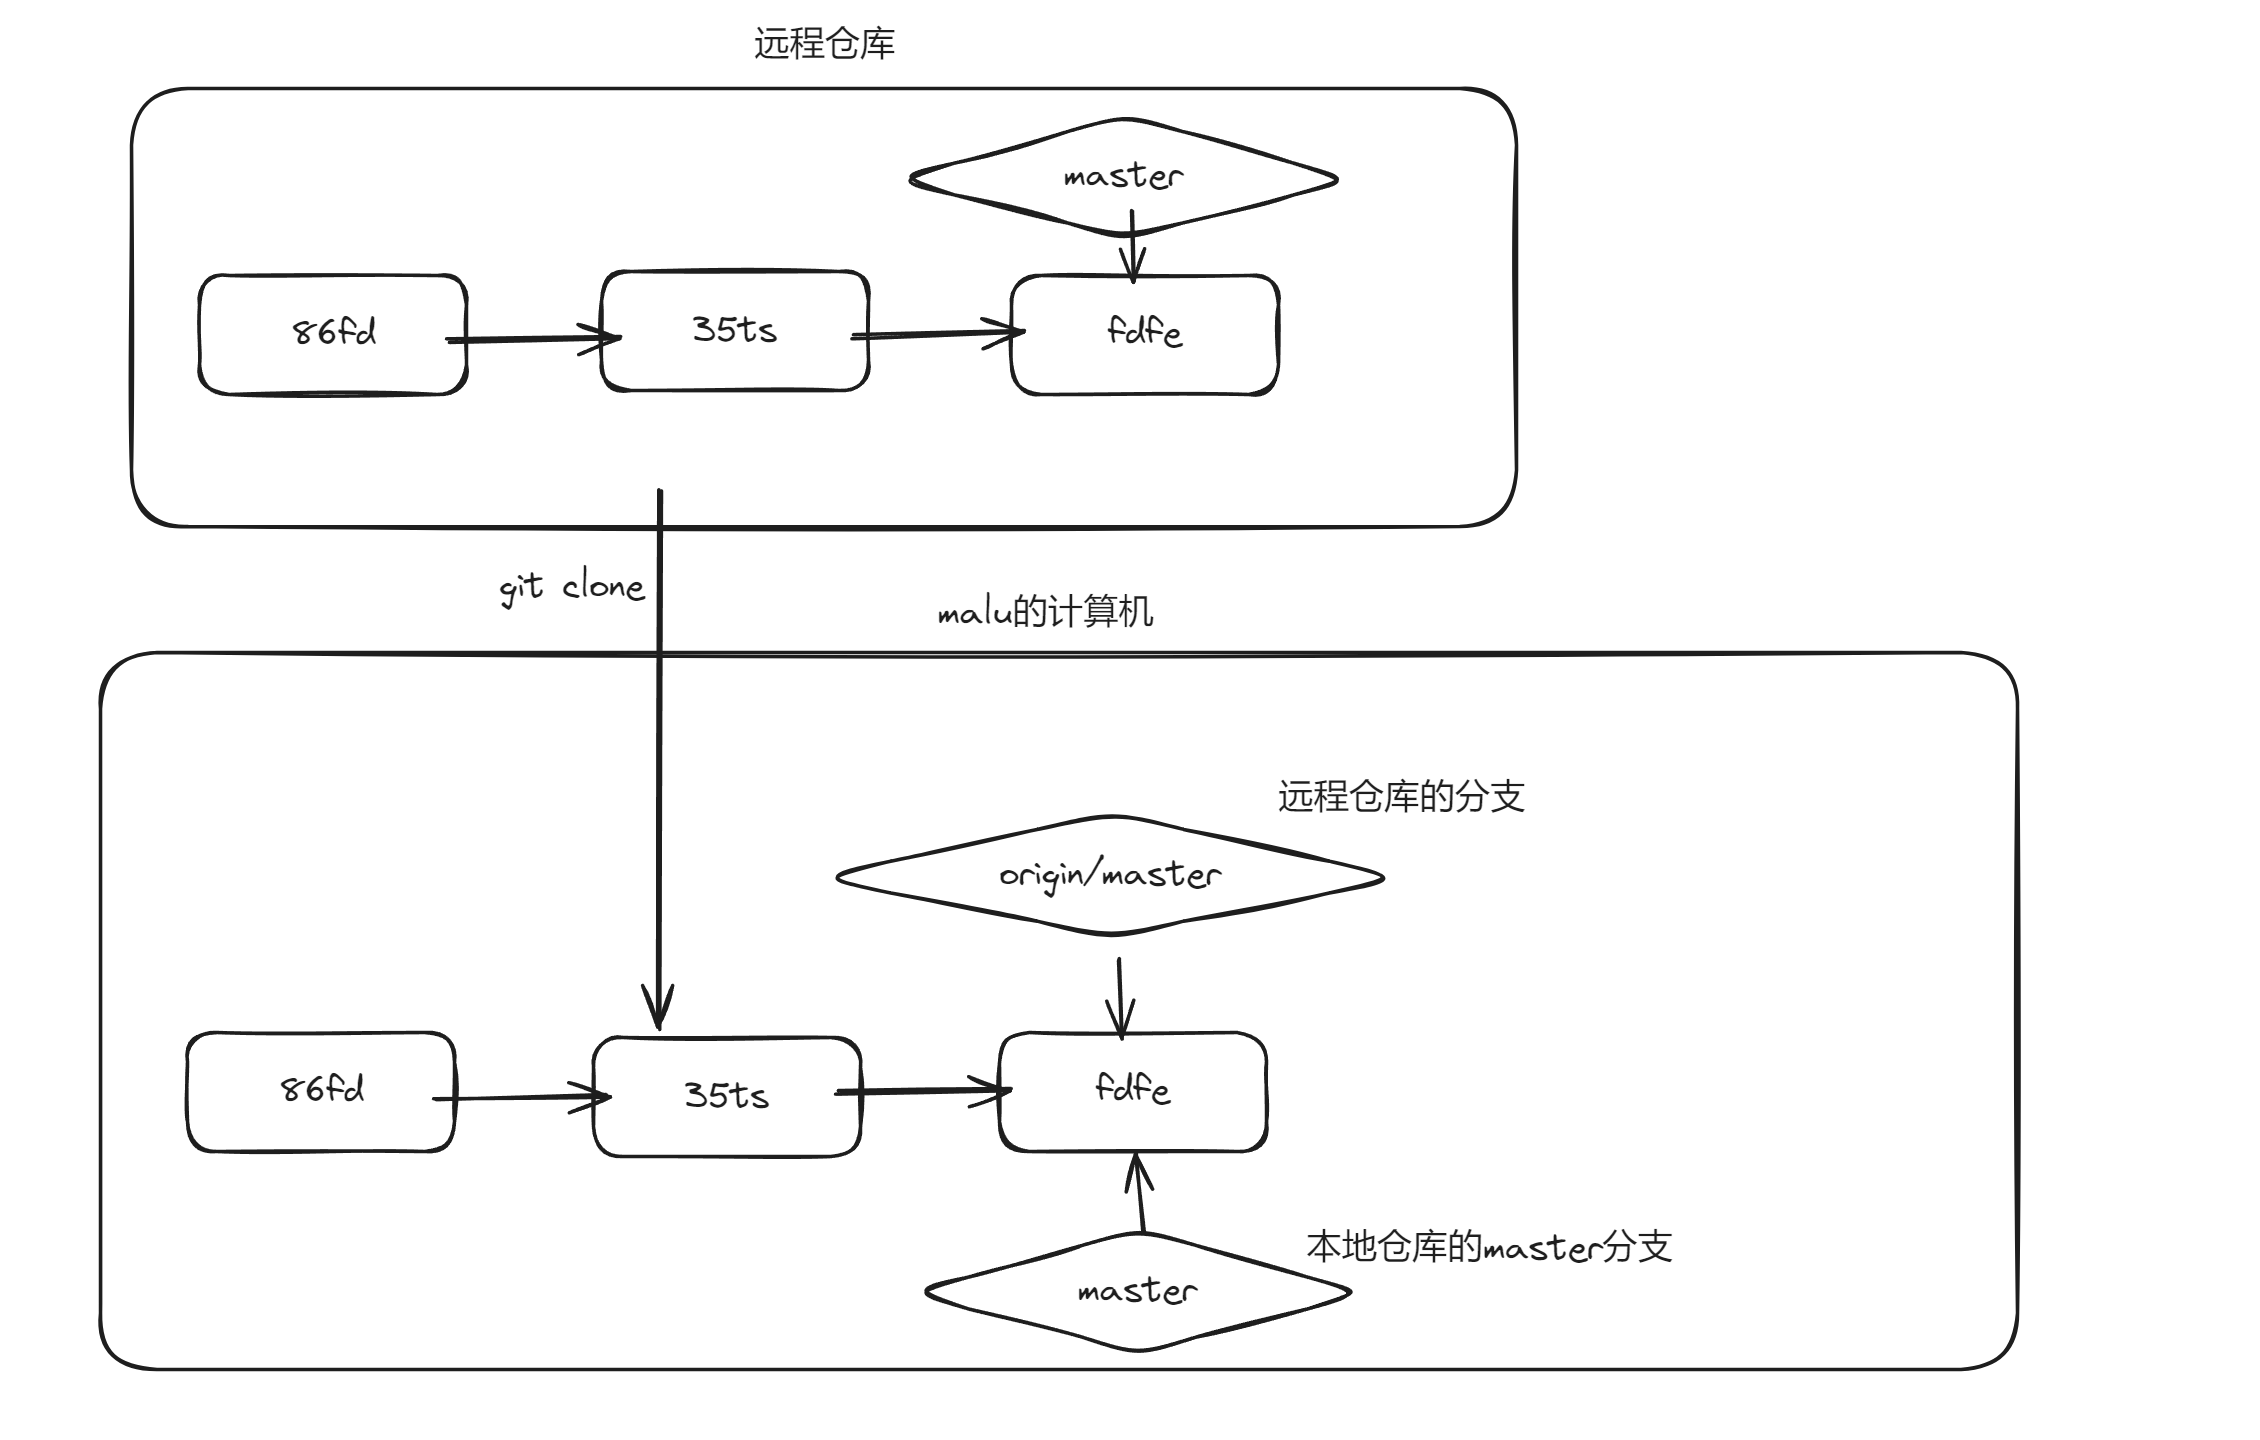 远程仓库
master
86fd
35ts
fdfe
git clone
malu的计算机
远程仓库的分支
origin/master
86fd
35ts
fdfe
本地仓库的master分支
master